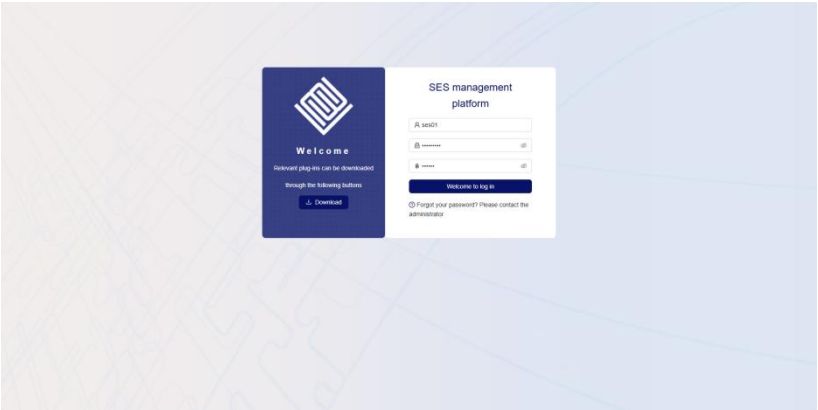 Welcome
Relevant plug-ins can be downloaded
through the following buttons
Download
SES management
platform
ses01
Welcome to log in
Forgot your password? Please contact the
administrator